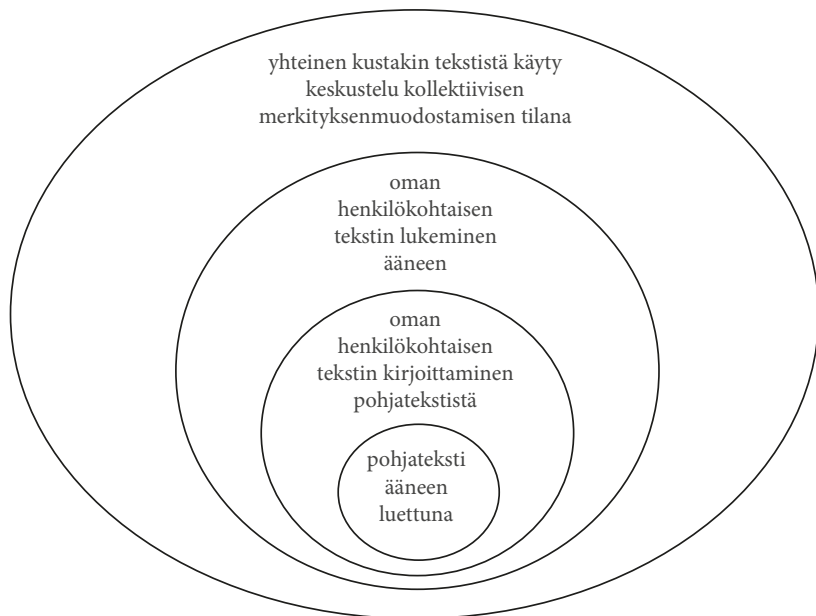 yhteinen kustakin tekstistä käyty
keskustelu kollektiivisen
merkityksenmuodostamisen tilana
oman
henkilökohtaisen
tekstin lukeminen
ääneen
oman
henkilökohtaisen
tekstin kirjoittaminen
pohjatekstistä
pohjateksti
ääneen
luettuna